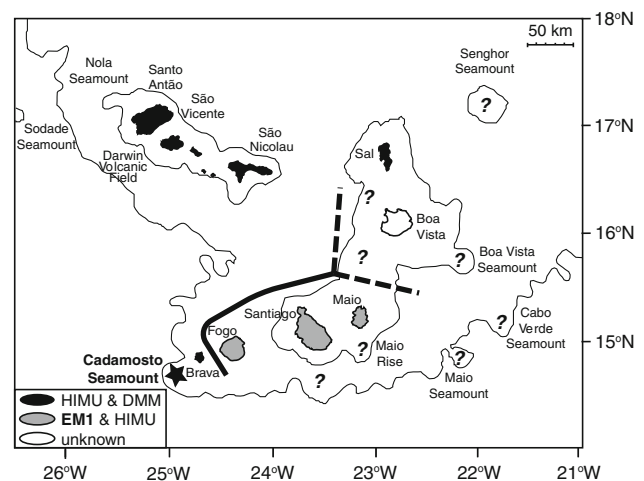 18°N
50 km
Nola
Seamount
Santo
Antão
São
Vicente
Senghor
Seamount
?
Sodade
Seamount
17°N
São
Nicolau
Darwin
Volcanic
Field
Sal
?
Boa
Vista
16°N
?
?
Boa Vista
Seamount
Santiago
Maio
Cabo
Verde
Seamount
?
Fogo
15°N
?
Maio
Rise
?
Maio
Seamount
?
Cadamosto
Seamount
Brava
HIMU & DMM
EM1 & HIMU
unknown
26°W
25°W
24°W
23°W
22°W
21°W